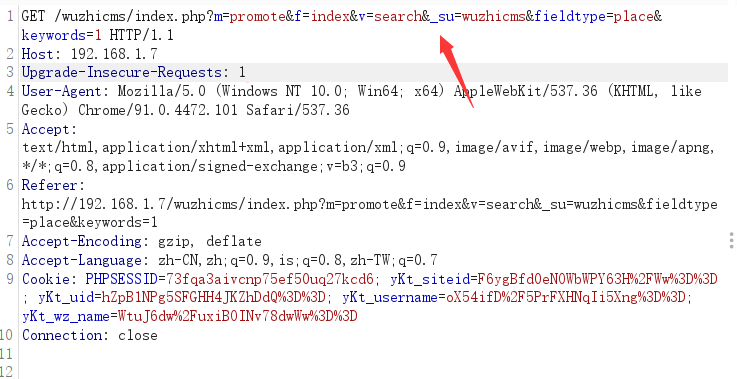 1 GET /wuzhicms/index.php?m=promote&f=index&v=search&_su=wuzhicms&fieldtype=place&
keywords=1 HTTP/1.1
2 Host: 192.168.1.7
3 Upgrade-Insecure-Requests: 1
4 User-Agent: Mozilla/5.0 (Windows NT 10.0; Win64; x64) AppleWebKit/537.36 (KHTML, like
Gecko) Chrome/91.0.4472.101 Safari/537.36
5 Accept:
text/html,application/xhtml+xml,application/xml;q=0.9,image/avif,image/webp,image/apng,
*/*;q=0.8,application/signed-exchange;v=b3;q=0.9
6 Referer:
http://192.168.1.7/wuzhicms/index.php?m=promote&f=index&v=search&_su=wuzhicms&fieldtype
=place&keywords=1
7 Accept-Encoding: gzip, deflate
8 Accept-Language: zh-CN,zh;q=0.9,is;q=0.8,zh-TW;q=0.7
9 Cookie: PHPSESSID=73fqa3aivcnp75ef50uq27kcd6; yKt_siteid=F6ygBfd0eN0WbWPY63H%2FWw%3D%3D
; yKt_uid=hZpB1NPg5SFGHH4JKZhDdQ%3D%3D; yKt_username=oX54ifD%2F5PrFXHNqIi5Xng%3D%3D;
yKt_wz_name=WtuJ6dw%2FuxiB0INv78dwWw%3D%3D
10 Connection: close
11
12